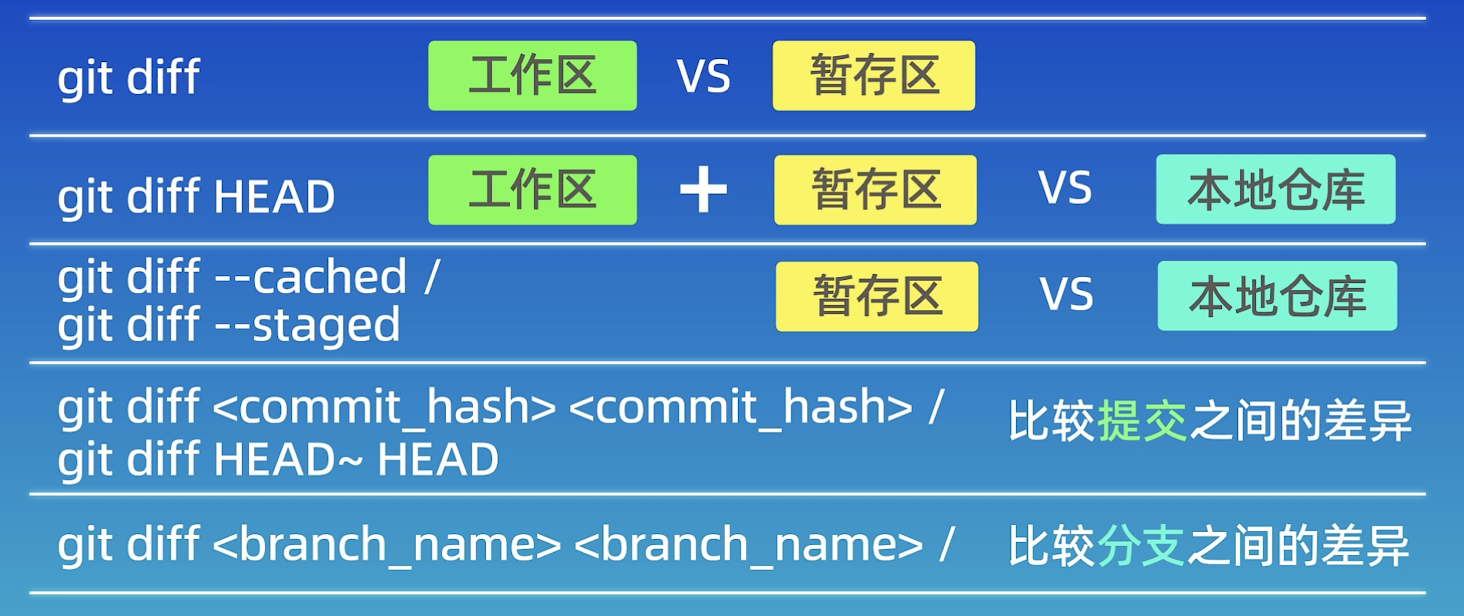 git diff 工作区 VS 暂存区
git diff HEAD 工作区 + 暂存区 VS 本地仓库
git diff --cached /
git diff --staged 暂存区 VS 本地仓库
git diff <commit_hash> <commit_hash> /
git diff HEAD~ HEAD 比较提交之间的差异
git diff <branch_name> <branch_name> / 比较分支之间的差异